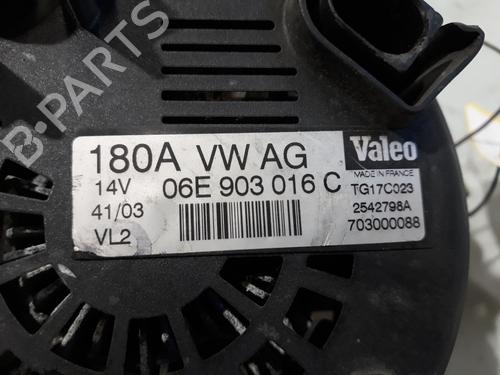 180A VW AG
Valeo
14V 06E 903 016 C
MADE IN FRANCE
TG17C023
41/03
2542798A
VL2
703000088
B-PARTS